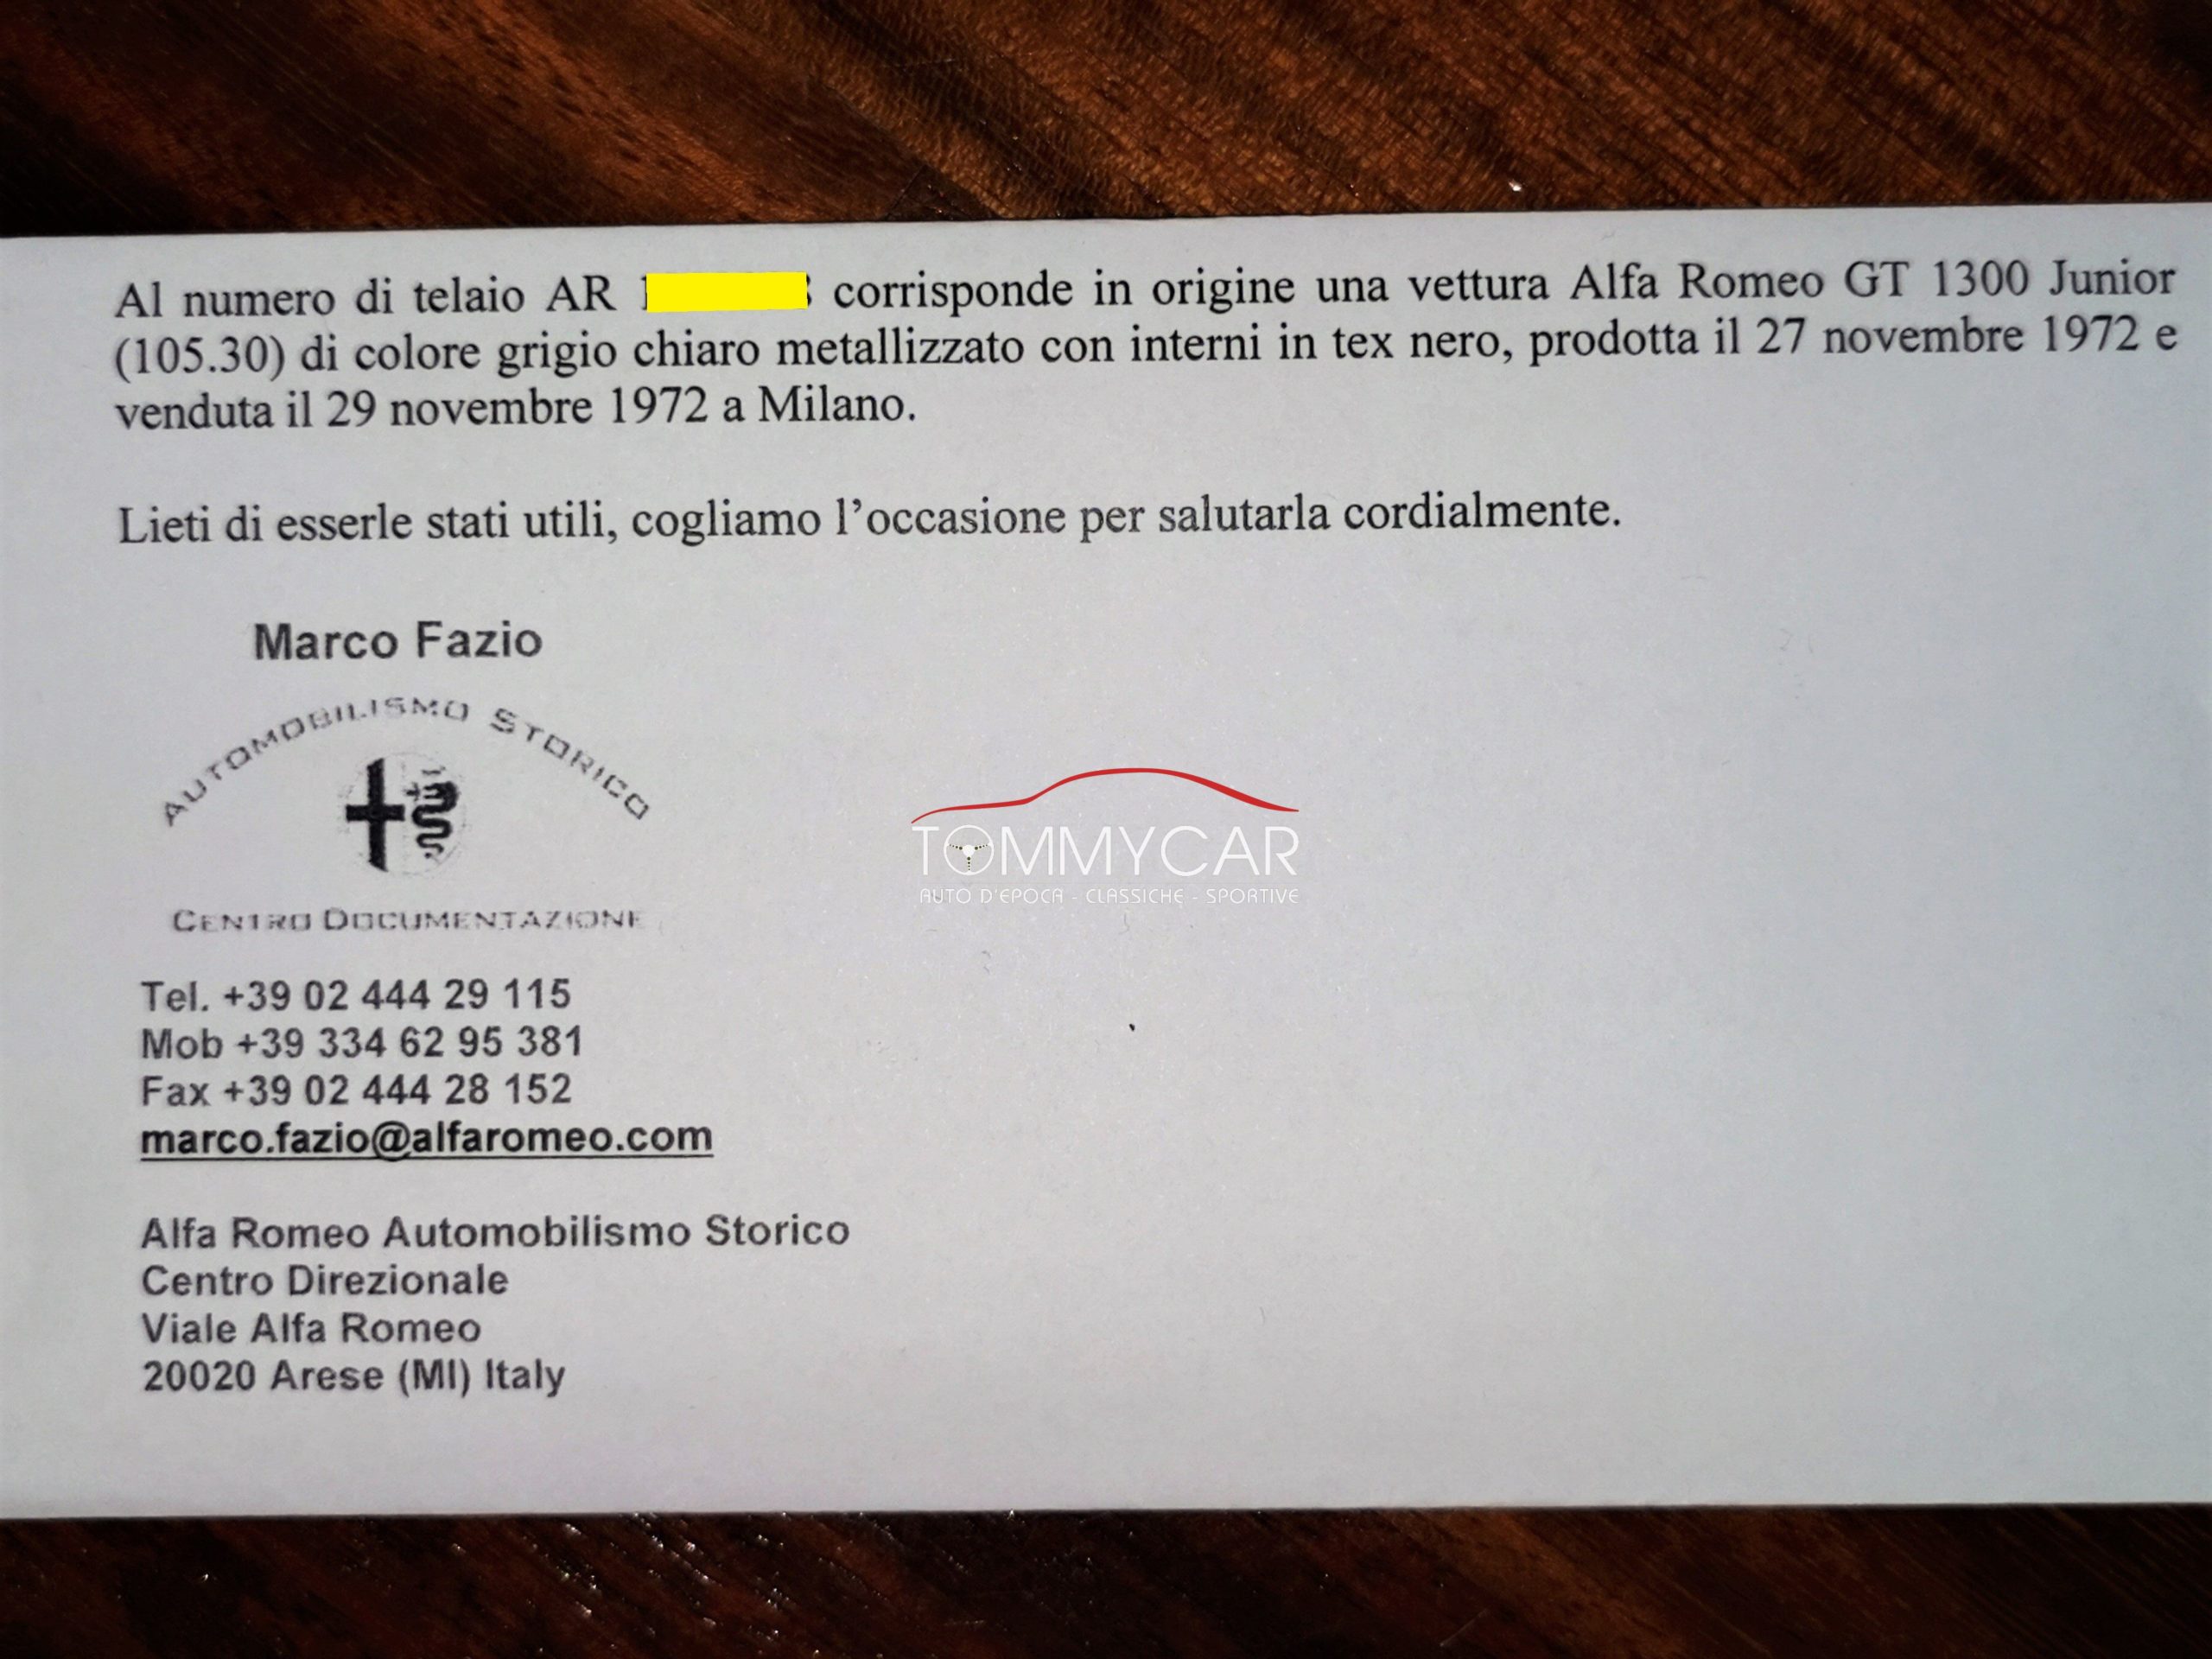 Al numero di telaio AR corrisponde in origine una vettura Alfa Romeo GT 1300 Junior
(105.30) di colore grigio chiaro metallizzato con interni in tex nero, prodotta il 27 novembre 1972 e
venduta il 29 novembre 1972 a Milano.
Lieti di esserle stati utili, cogliamo l'occasione per salutarla cordialmente.
Marco Fazio
AUTOMOBILISMO STORICO
CENTRO DOCUMENTAZIONE
TOMMYCAR
AUTO D'EPOCA - CLASSICHE - SPORTIVE
Tel. +39 02 444 29 115
Mob +39 334 62 95 381
Fax +39 02 444 28 152
marco.fazio@alfaromeo.com
Alfa Romeo Automobilismo Storico
Centro Direzionale
Viale Alfa Romeo
20020 Arese (MI) Italy